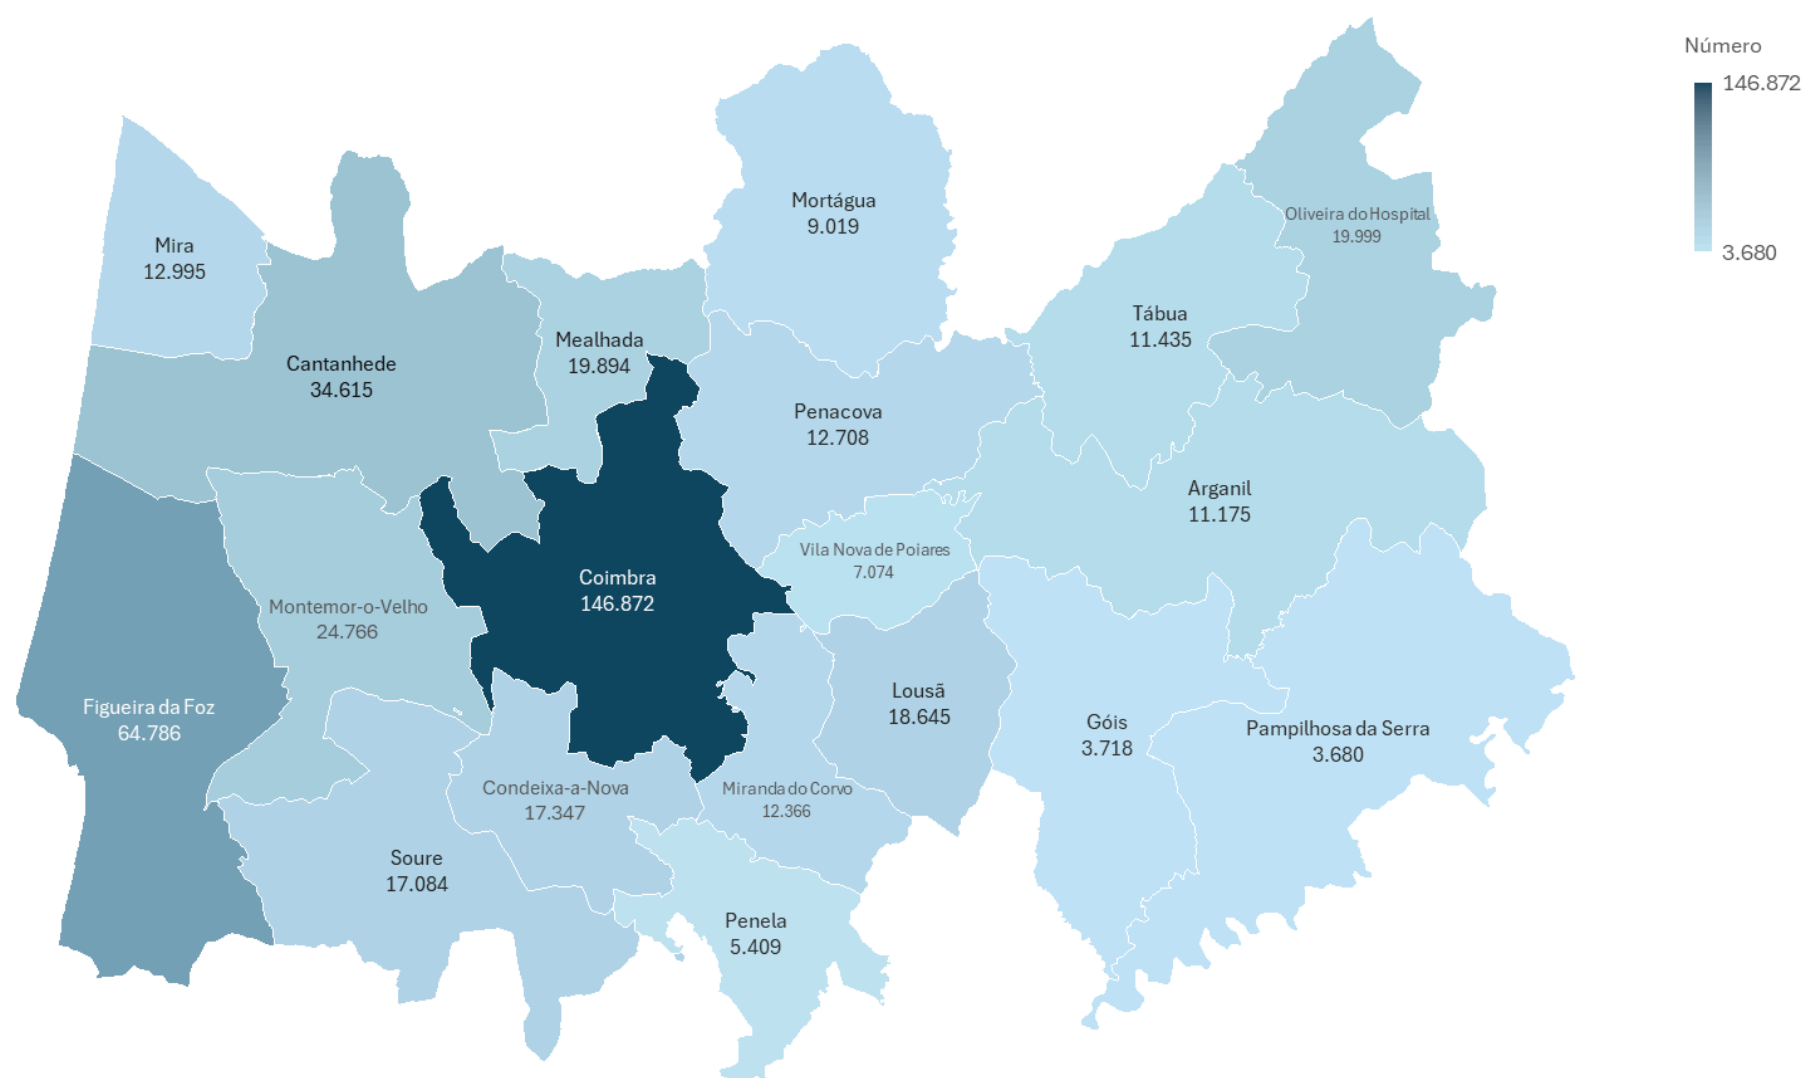 Número
146.872
3.680
Mortágua
9.019
Oliveira do Hospital
19.999
Mira
12.995
Tábua
11.435
Mealhada
19.894
Cantanhede
34.615
Penacova
12.708
Arganil
11.175
Vila Nova de Poiares
7.074
Coimbra
146.872
Montemor-o-Velho
24.766
Lousã
18.645
Figueira da Foz
64.786
Góis
3.718
Pampilhosa da Serra
3.680
Condeixa-a-Nova
17.347
Miranda do Corvo
12.366
Soure
17.084
Penela
5.409